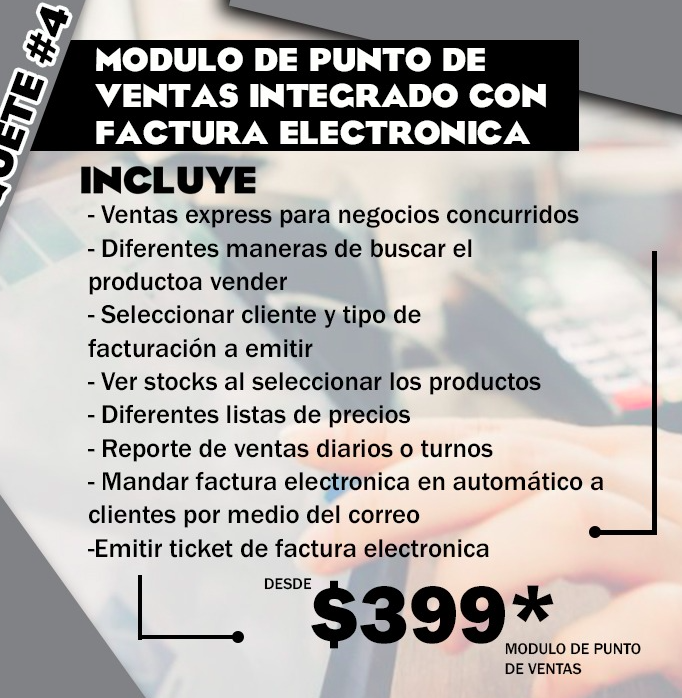 QUETE #4
MODULO DE PUNTO DE
VENTAS INTEGRADO CON
FACTURA ELECTRONICA
INCLUYE
- Ventas express para negocios concurridos
- Diferentes maneras de buscar el
productoa vender
- Seleccionar cliente y tipo de
facturación a emitir
- Ver stocks al seleccionar los productos
- Diferentes listas de precios
- Reporte de ventas diarios o turnos
- Mandar factura electronica en automático a
clientes por medio del correo
-Emitir ticket de factura electronica
DESDE
$399*
MODULO DE PUNTO
DE VENTAS